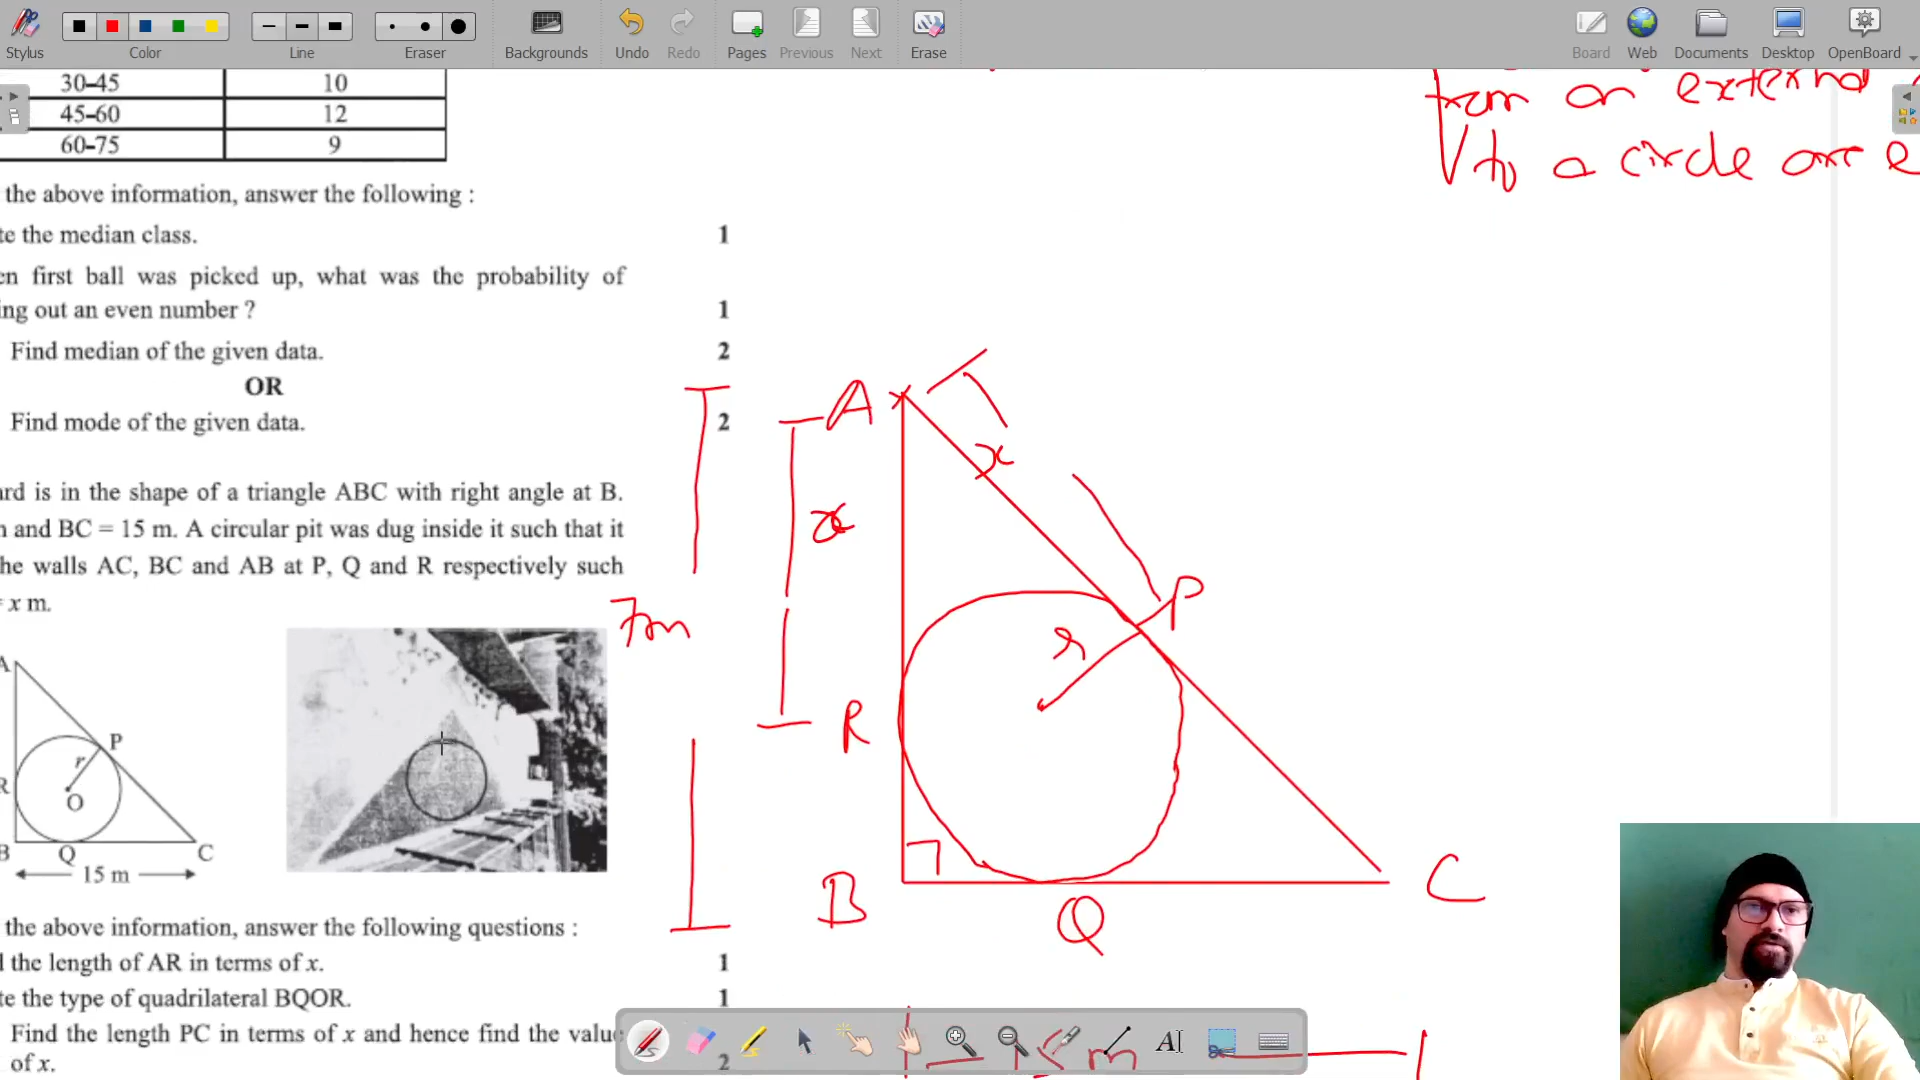 Stylus
Color
Line
Eraser
Backgrounds
Undo
Redo
Pages
Previous
Next
Erase
Board
Web
Documents
Desktop
OpenBoard
30-45 10
45-60 12
60-75 9
from an external
to a circle are e
the above information, answer the following :
te the median class. 1
en first ball was picked up, what was the probability of
ing out an even number ? 1
Find median of the given data. 2
OR
Find mode of the given data. 2
ard is in the shape of a triangle ABC with right angle at B.
and BC = 15 m. A circular pit was dug inside it such that it
he walls AC, BC and AB at P, Q and R respectively such
= x m.
A
P
R
r
O
B
Q
C
15 m
A
x
x
P
r
7m
R
B
Q
C
15 m
the above information, answer the following questions :
the length of AR in terms of x. 1
te the type of quadrilateral BQOR. 1
Find the length PC in terms of x and hence find the value
of x. 2